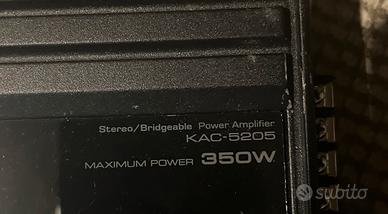 Stereo/Bridgeable Power Amplifier
KAC-5205
MAXIMUM POWER 350W
subito